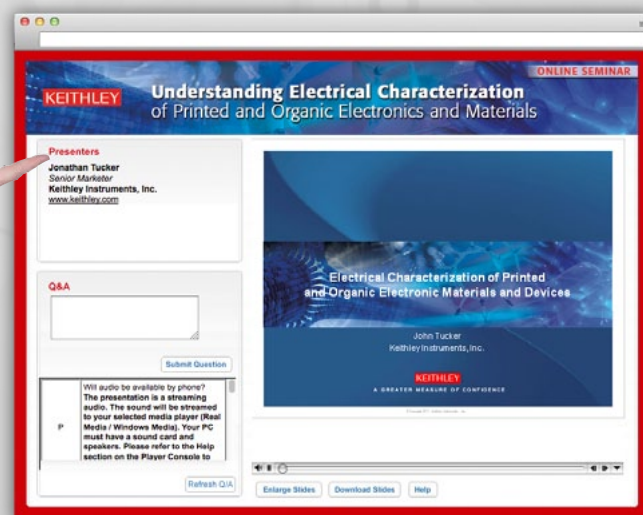 ONLINE SEMINAR
KEITHLEY
Understanding Electrical Characterization
of Printed and Organic Electronics and Materials
Presenters
Jonathan Tucker
Senior Marketer
Keithley Instruments, Inc.
www.keithley.com
Q&A
Submit Question
P
Will audio be available by phone?
The presentation is a streaming
audio. The sound will be streamed
to your selected media player (Real
Media / Windows Media). Your PC
must have a sound card and
speakers. Please refer to the Help
section on the Player Console to
Refresh Q/A
Electrical Characterization of Printed
and Organic Electronic Materials and Devices
John Tucker
Keithley Instruments, Inc.
KEITHLEY
A GREATER MEASURE OF CONFIDENCE
Enlarge Slides
Download Slides
Help